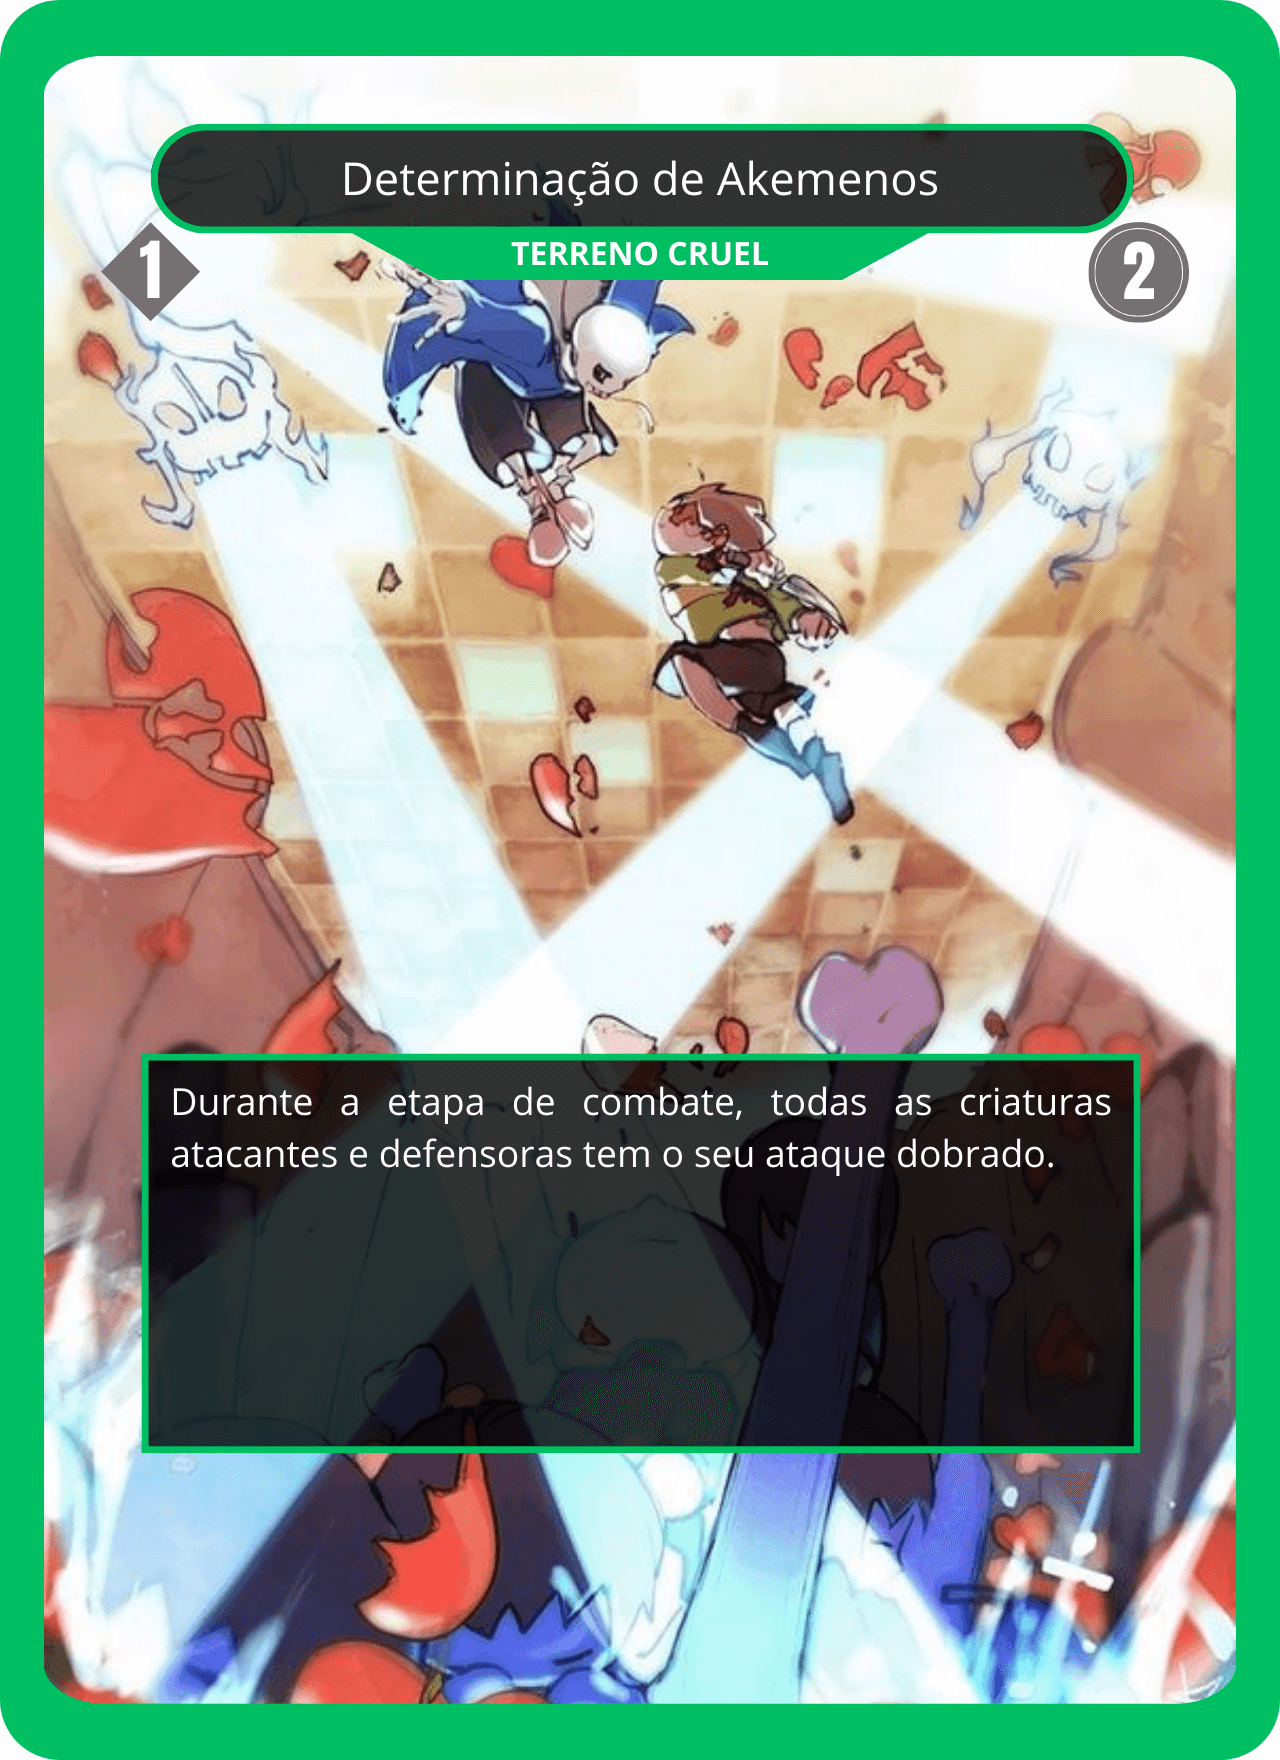 Determinação de Akemenos
TERRENO CRUEL
1
2
Durante a etapa de combate, todas as criaturas
atacantes e defensoras tem o seu ataque dobrado.